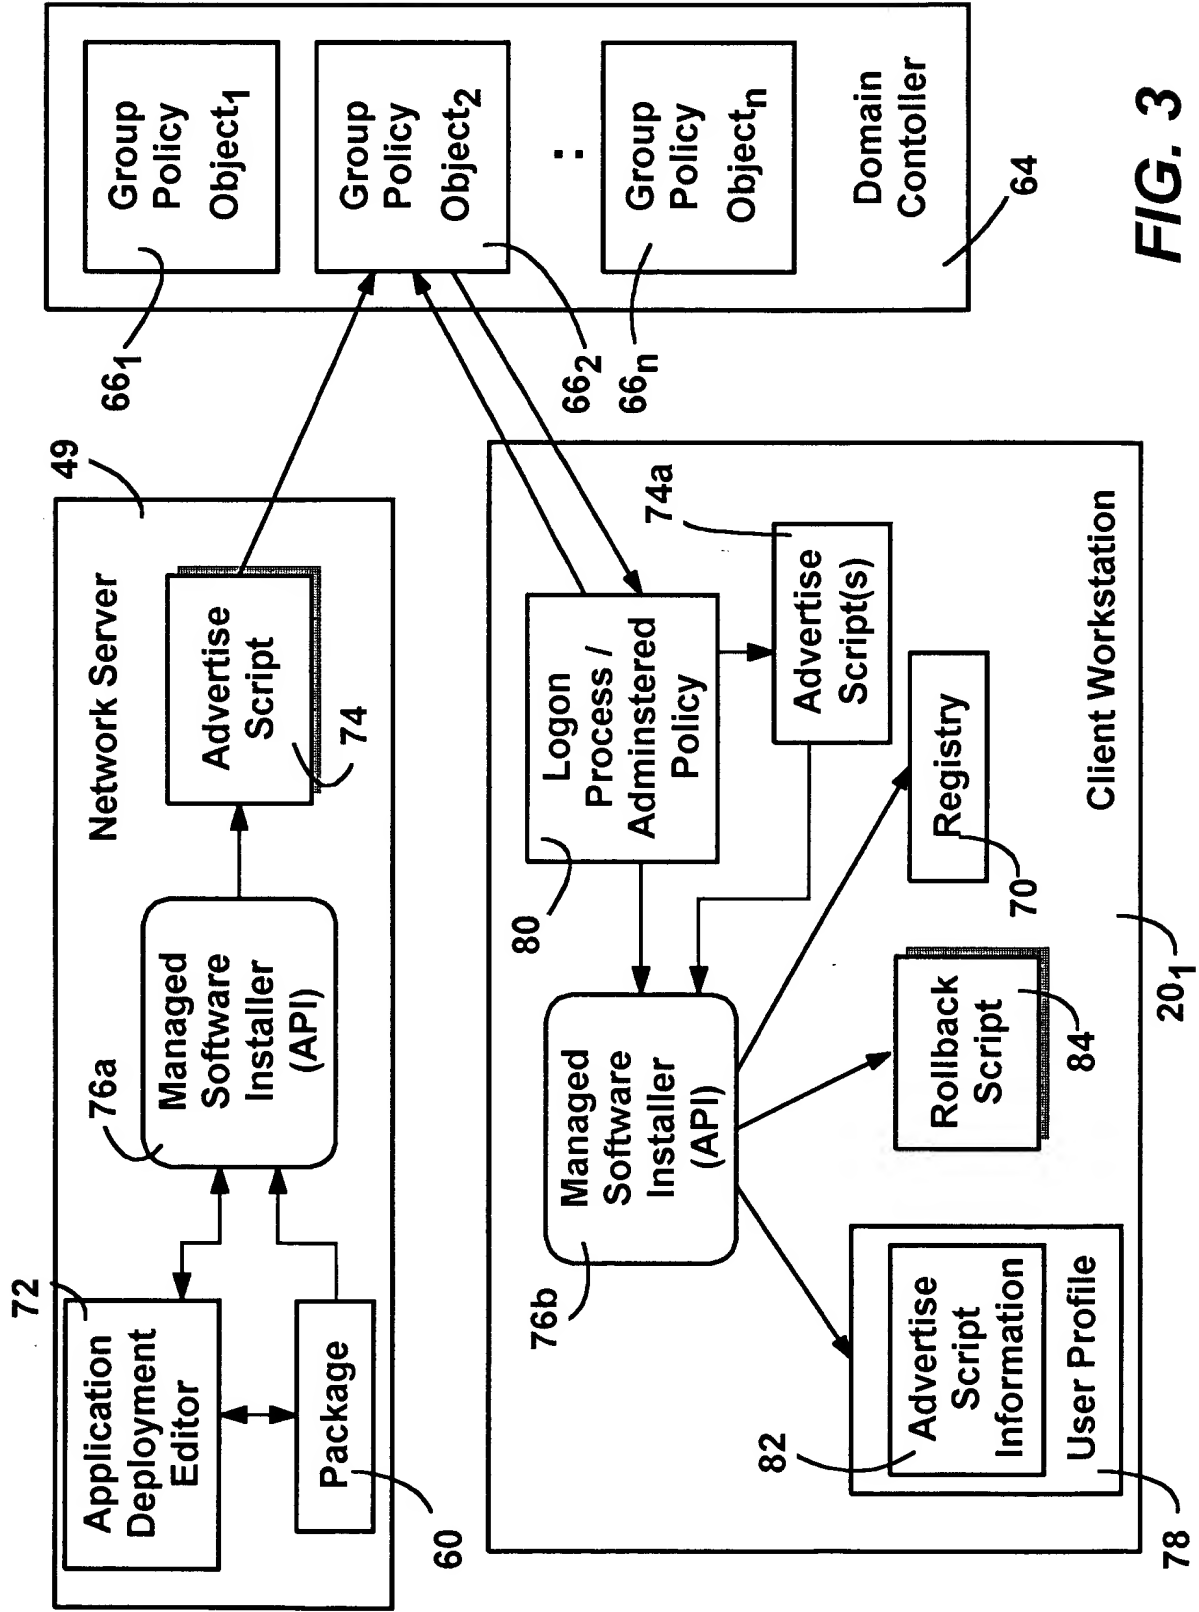 Network Server
49
72
Application
Deployment
Editor
Package
60
76a
Managed
Software
Installer
(API)
Advertise
Script
74
66₁
Group
Policy
Object₁
66₂
Group
Policy
Object₂
:
66ₙ
Group
Policy
Objectₙ
Domain
Contoller
64
80
Logon
Process /
Adminstered
Policy
74a
Advertise
Script(s)
76b
Managed
Software
Installer
(API)
Registry
70
Rollback
Script
84
82
Advertise
Script
Information
User Profile
78
Client Workstation
20₁
FIG. 3